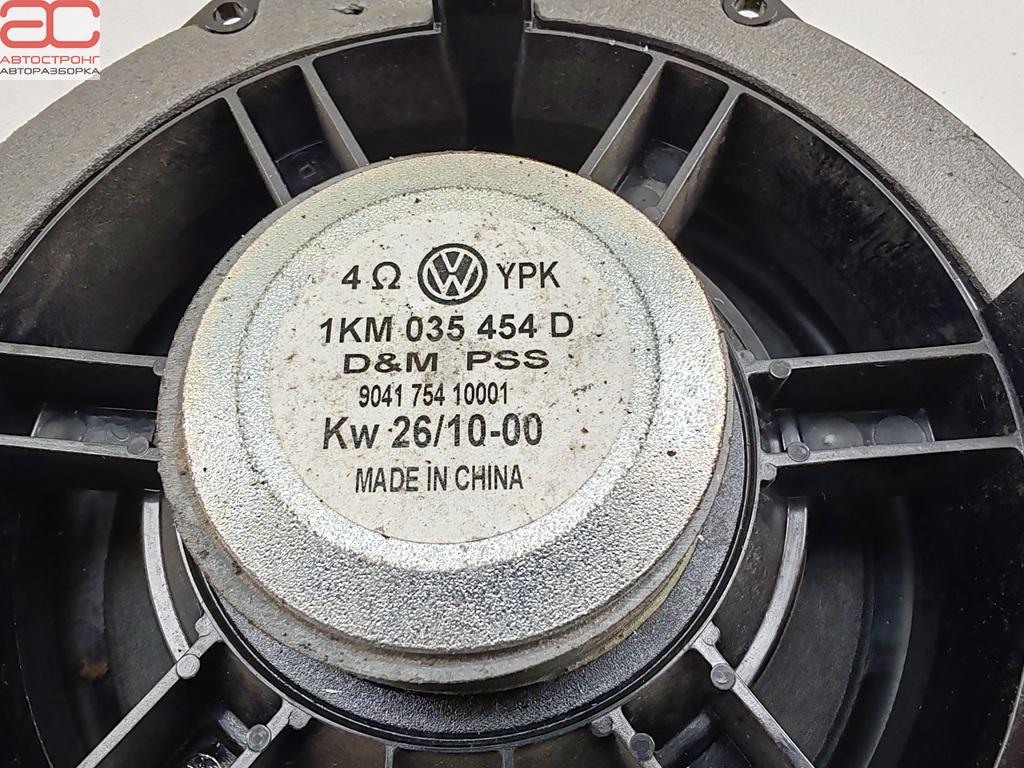 АС
АВТОСТРОНГ
АВТОРАЗБОРКА
4 Ω VW YPK
1KM 035 454 D
D&M PSS
9041 754 10001
Kw 26/10-00
MADE IN CHINA